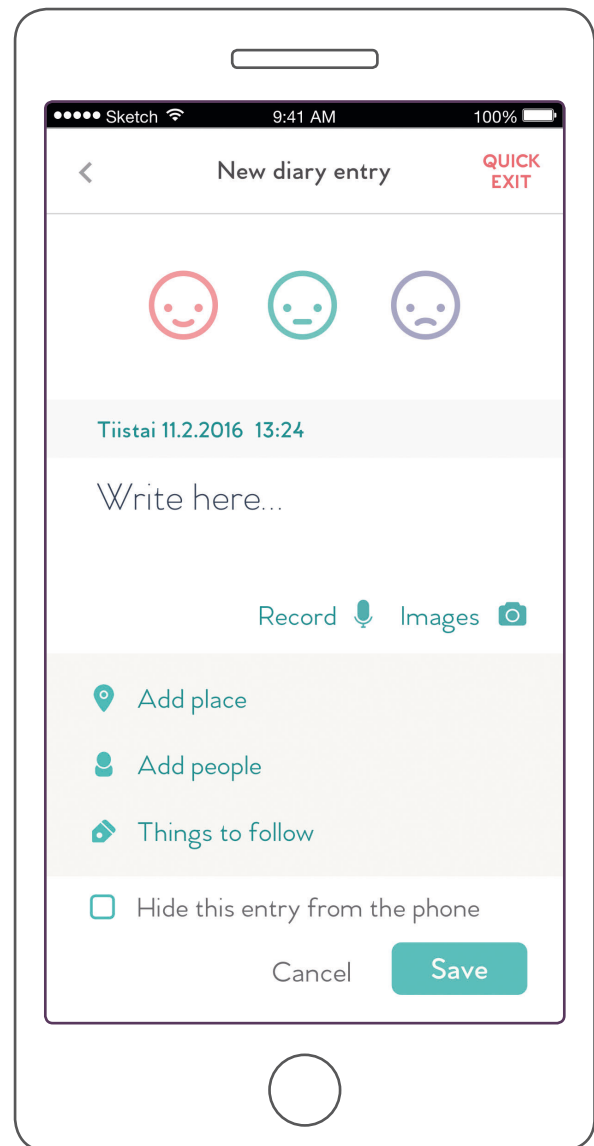 Sketch 9:41 AM 100%
New diary entry
QUICK
EXIT
Tiistai 11.2.2016 13:24
Write here...
Record Images
Add place
Add people
Things to follow
Hide this entry from the phone
Cancel Save